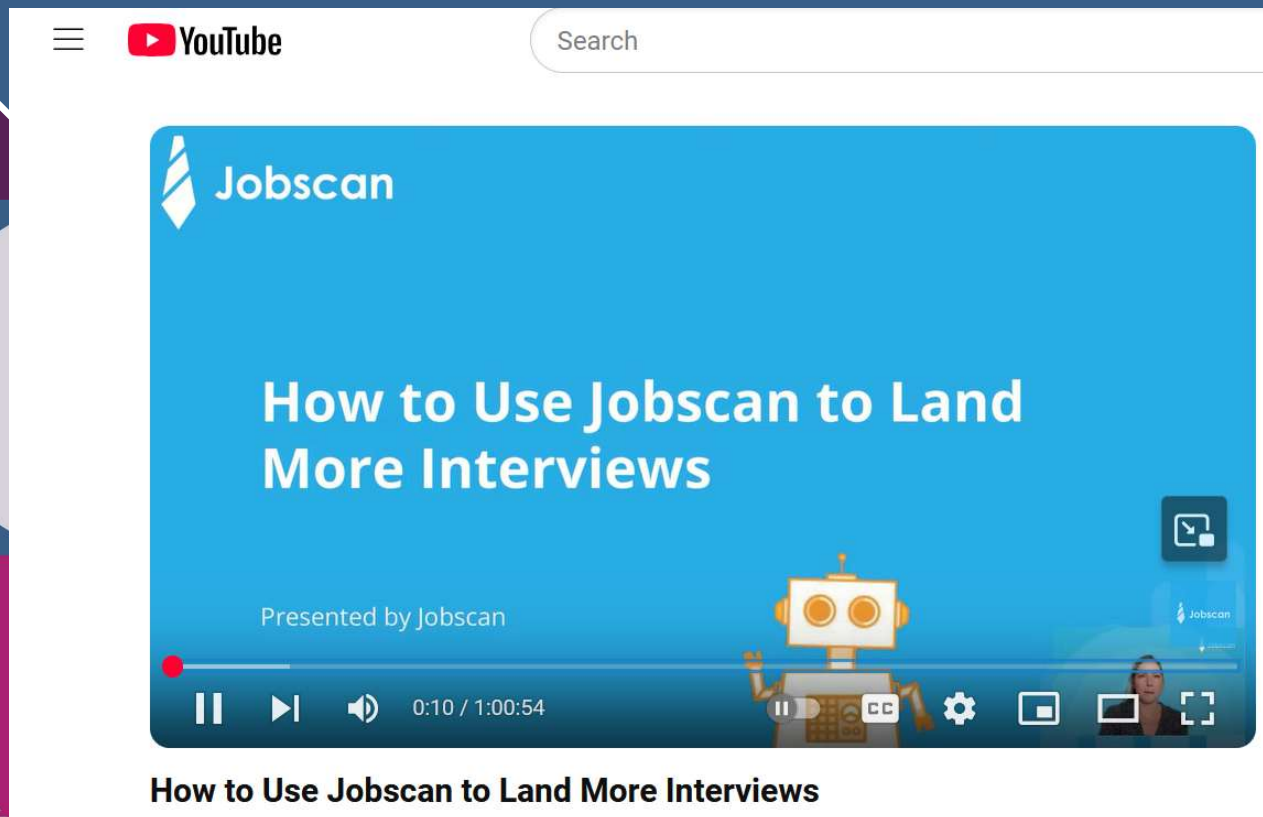 YouTube
Search
Jobscan
How to Use Jobscan to Land
More Interviews
Presented by Jobscan
Jobscan
0:10 / 1:00:54
CC
How to Use Jobscan to Land More Interviews